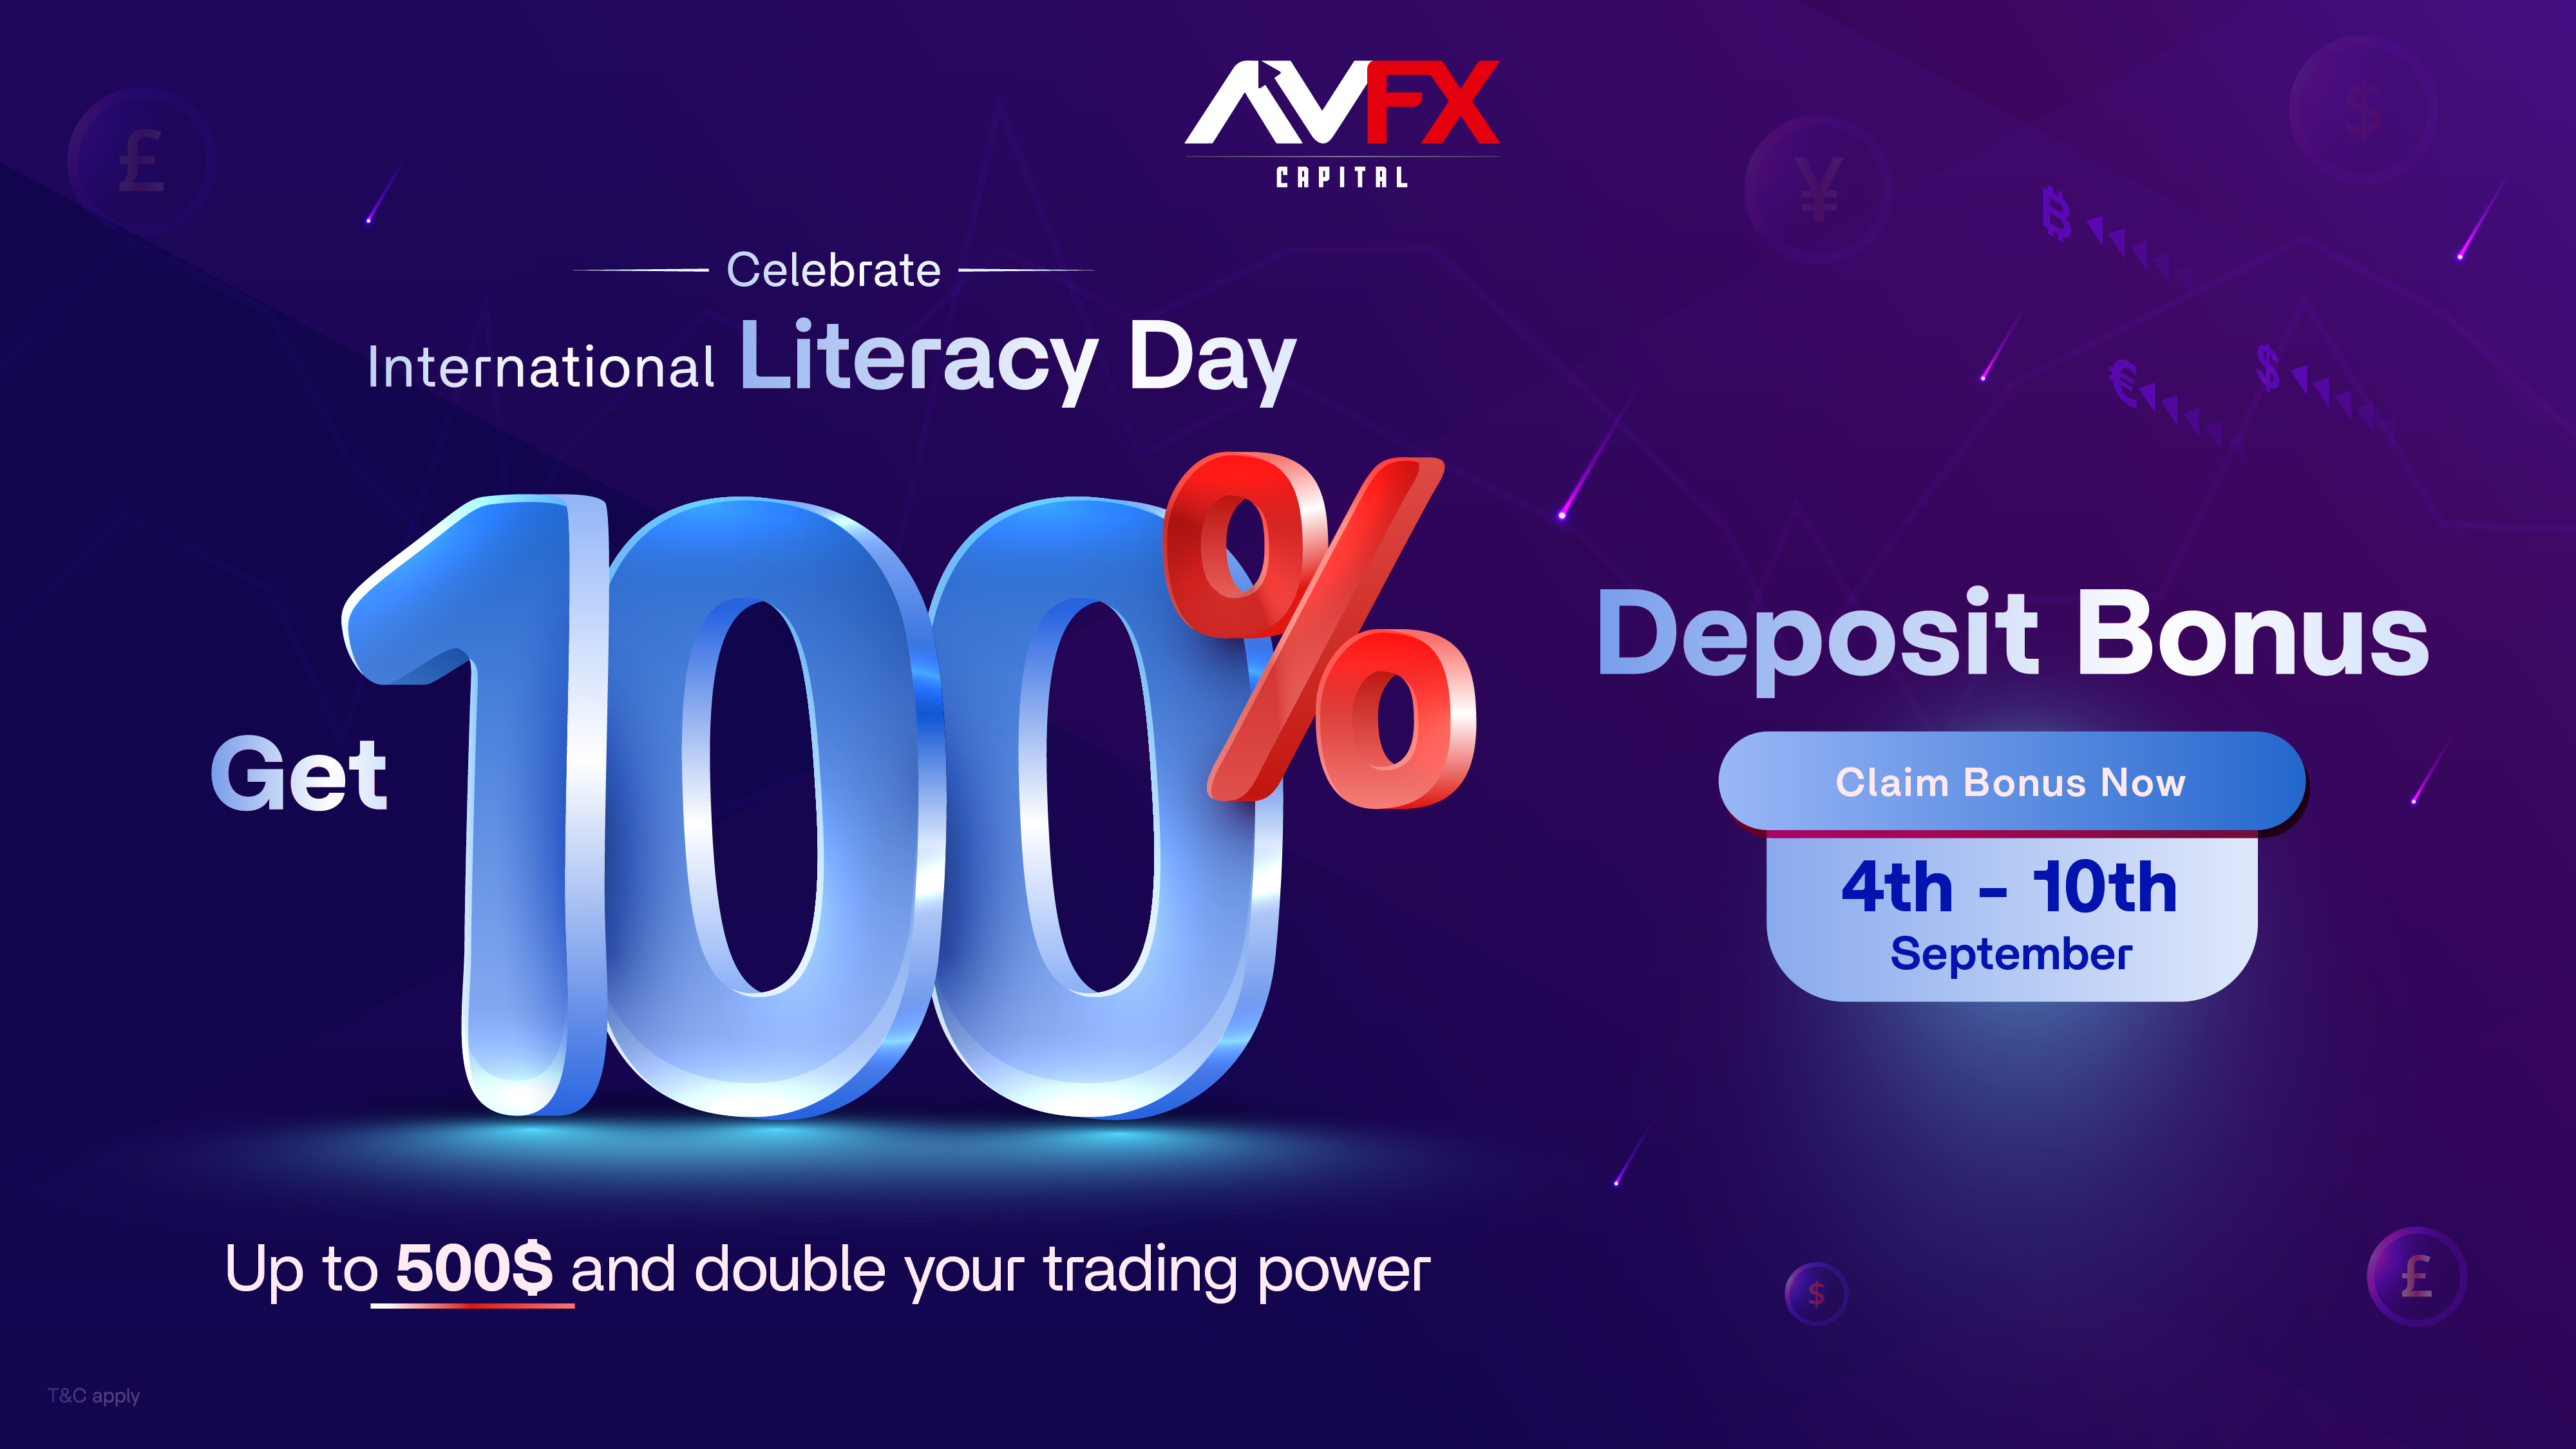 AVFX
CAPITAL
Celebrate
International Literacy Day
Get 100% Deposit Bonus
Claim Bonus Now
4th - 10th
September
Up to 500$ and double your trading power
T&C apply